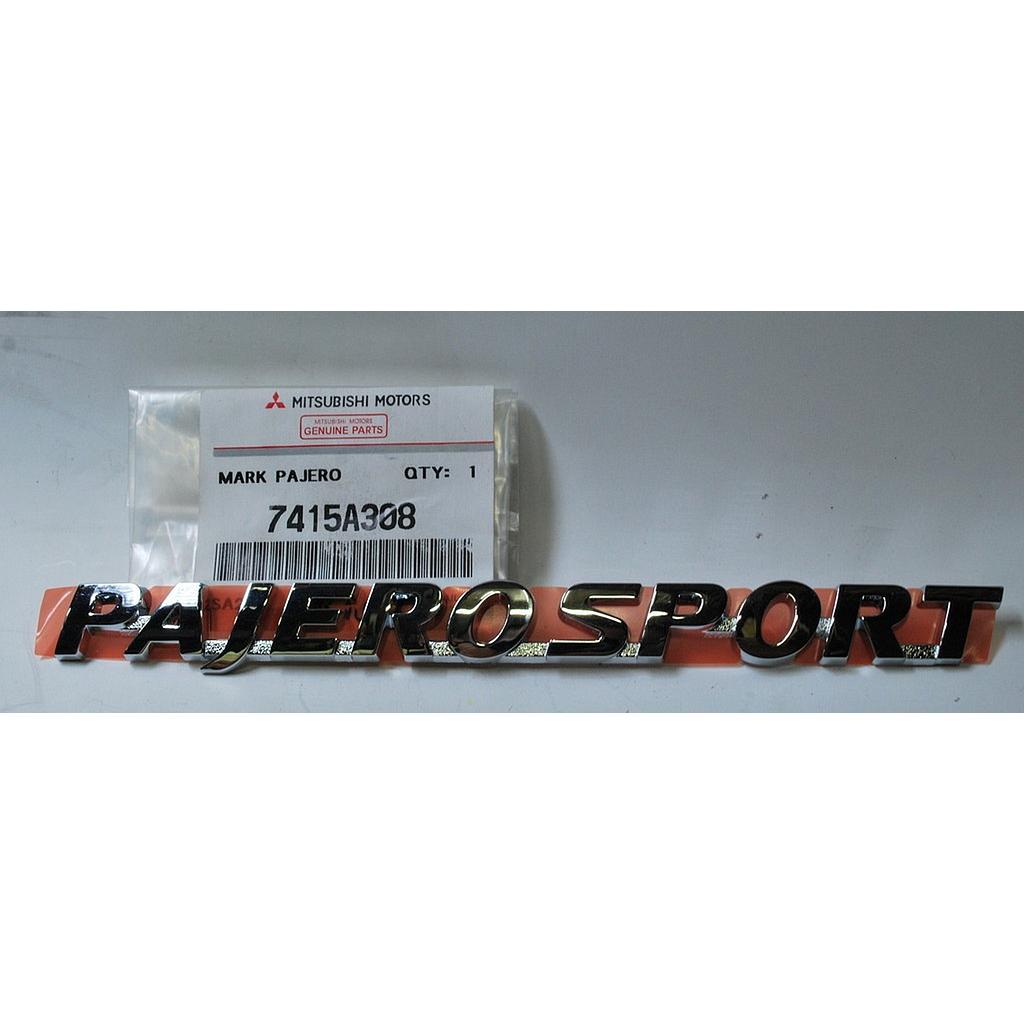 MITSUBISHI MOTORS
MITSUBISHI MOTORS
GENUINE PARTS
MARK PAJERO QTY: 1
7415A308
PAJERO SPORT